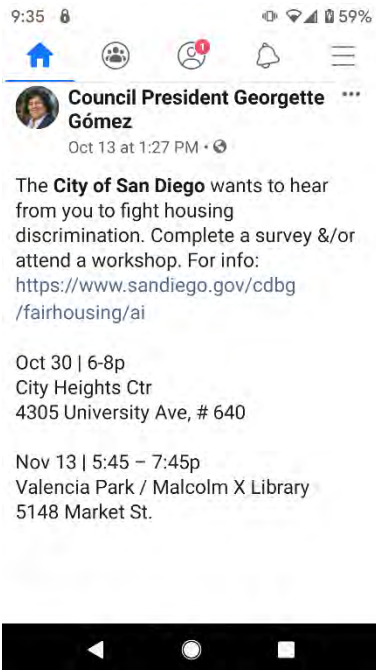 9:35
59%
1
Council President Georgette
Gómez
Oct 13 at 1:27 PM •
The City of San Diego wants to hear
from you to fight housing
discrimination. Complete a survey &/or
attend a workshop. For info:
https://www.sandiego.gov/cdbg
/fairhousing/ai
Oct 30 | 6-8p
City Heights Ctr
4305 University Ave, # 640
Nov 13 | 5:45 – 7:45p
Valencia Park / Malcolm X Library
5148 Market St.